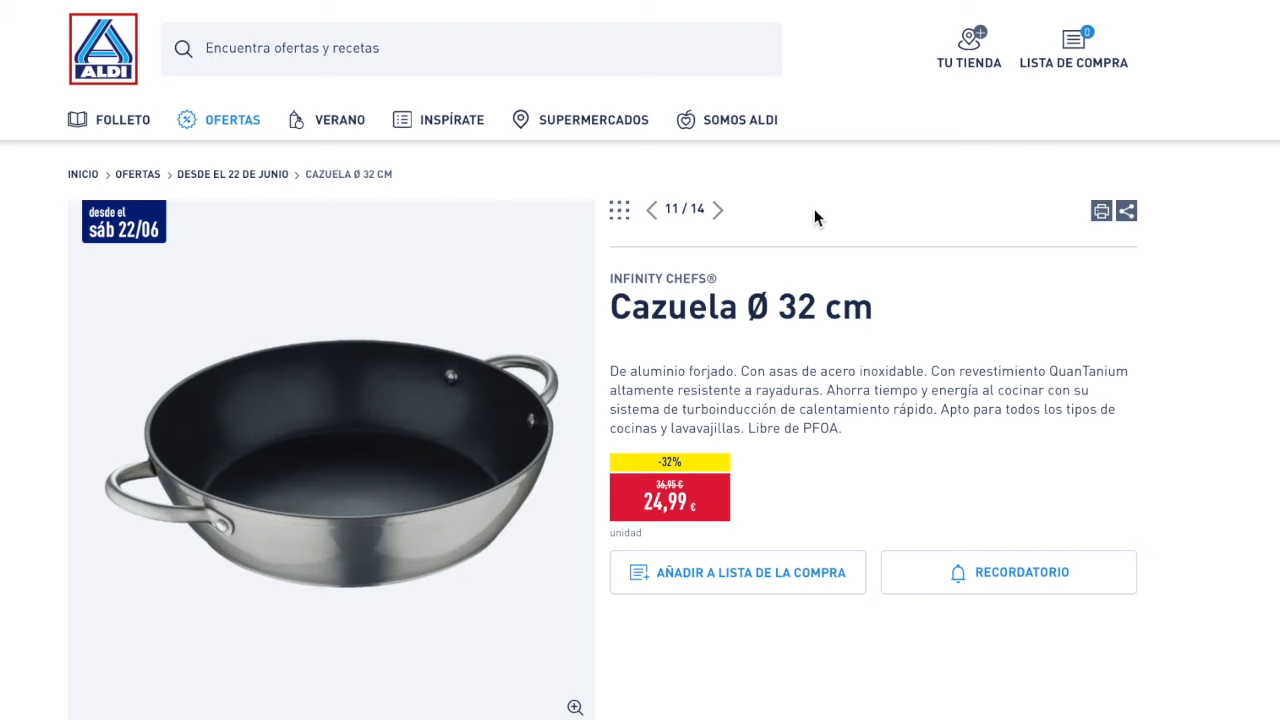 ALDI
Encuentra ofertas y recetas
TU TIENDA
0
LISTA DE COMPRA
FOLLETO
OFERTAS
VERANO
INSPÍRATE
SUPERMERCADOS
SOMOS ALDI
INICIO > OFERTAS > DESDE EL 22 DE JUNIO > CAZUELA Ø 32 CM
desde el
sáb 22/06
11 / 14
INFINITY CHEFS®
Cazuela Ø 32 cm
De aluminio forjado. Con asas de acero inoxidable. Con revestimiento QuanTanium
altamente resistente a rayaduras. Ahorra tiempo y energía al cocinar con su
sistema de turboinducción de calentamiento rápido. Apto para todos los tipos de
cocinas y lavavajillas. Libre de PFOA.
-32%
36,95 €
24,99 €
unidad
AÑADIR A LISTA DE LA COMPRA
RECORDATORIO